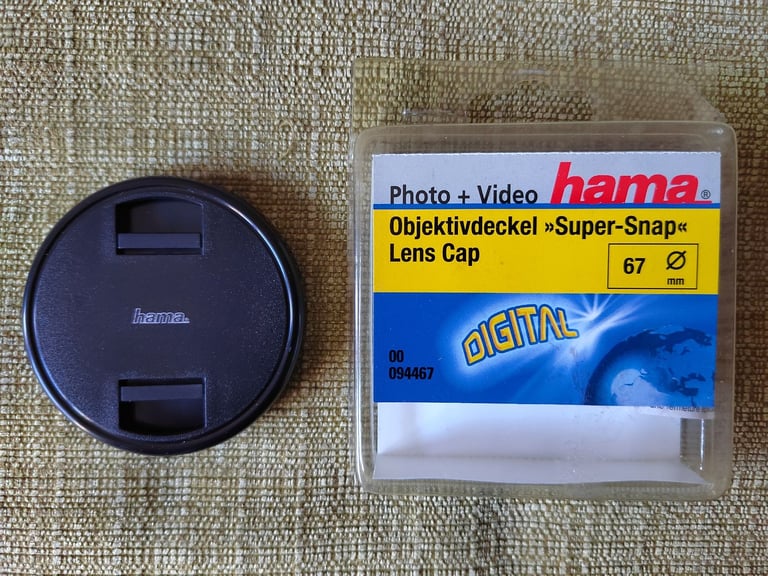 hama.
Photo + Video hama®
Objektivdeckel »Super-Snap«
Lens Cap
67 Ø
mm
DIGITAL
00
094467